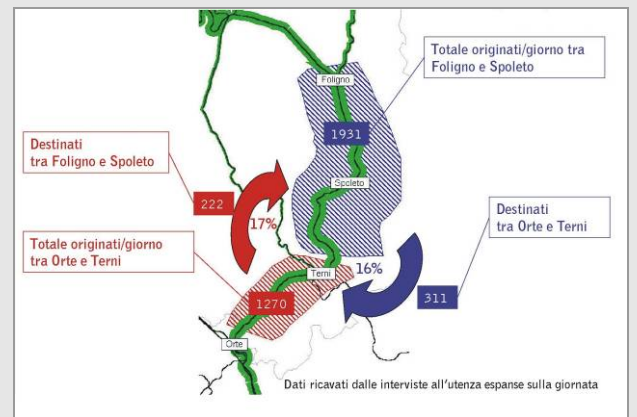 Totale originati/giorno tra
Foligno e Spoleto
Foligno
1931
Destinati
tra Foligno e Spoleto
Spoleto
222
17%
Destinati
tra Orte e Terni
Totale originati/giorno
tra Orte e Terni
Terni
16%
311
1270
Orte
Dati ricavati dalle interviste all'utenza espanse sulla giornata